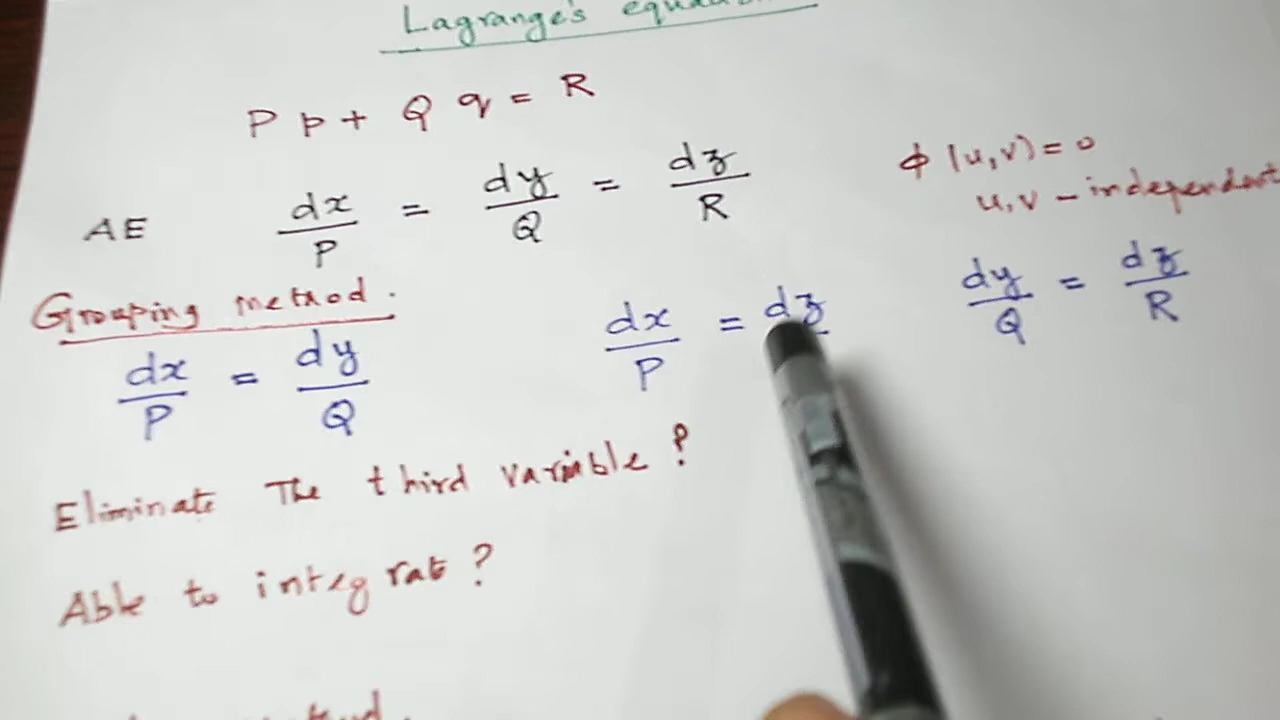 Lagrange's
P p + Q q = R
φ (u,v) = 0
u, v - independent
AE dx/P = dy/Q = dz/R
Grouping method.
dx/P = dy/Q dx/P = dz dy/Q = dz/R
Eliminate The third variable ?
Able to integrat ?